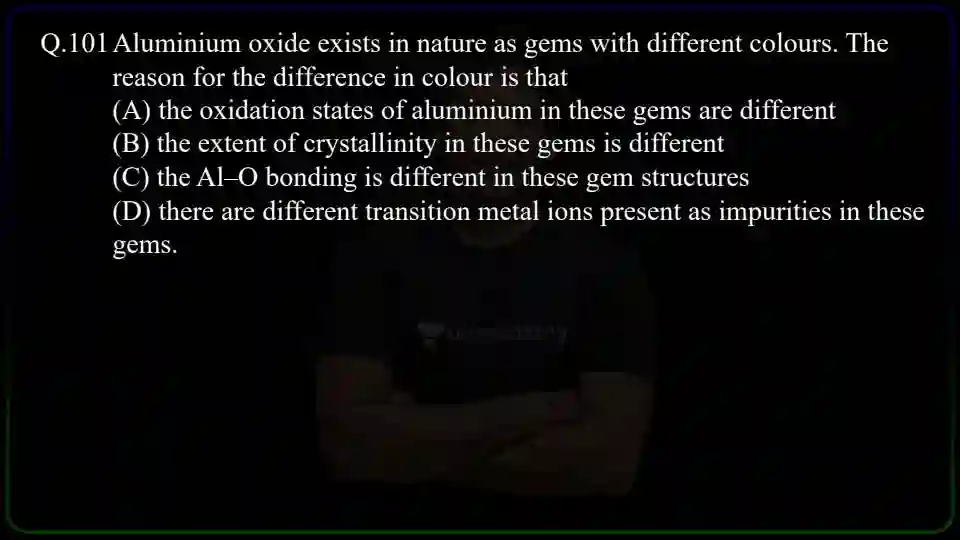 Q.101 Aluminium oxide exists in nature as gems with different colours. The
reason for the difference in colour is that
(A) the oxidation states of aluminium in these gems are different
(B) the extent of crystallinity in these gems is different
(C) the Al–O bonding is different in these gem structures
(D) there are different transition metal ions present as impurities in these
gems.